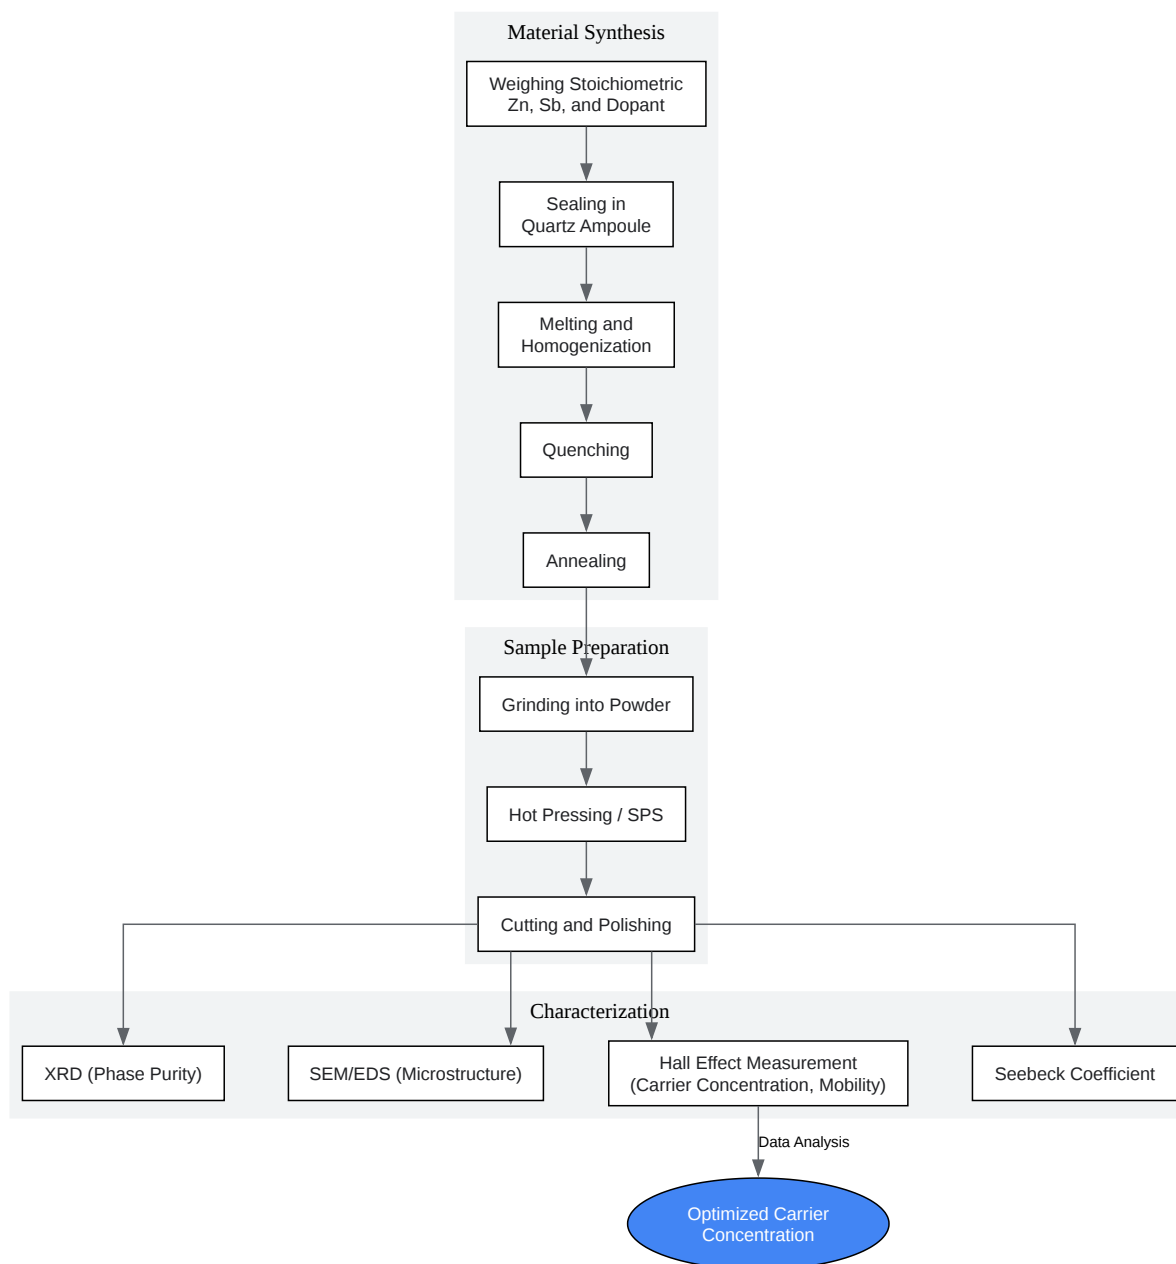 Material Synthesis
Weighing Stoichiometric
Zn, Sb, and Dopant
Sealing in
Quartz Ampoule
Melting and
Homogenization
Quenching
Annealing
Sample Preparation
Grinding into Powder
Hot Pressing / SPS
Cutting and Polishing
Characterization
XRD (Phase Purity)
SEM/EDS (Microstructure)
Hall Effect Measurement
(Carrier Concentration, Mobility)
Seebeck Coefficient
Data Analysis
Optimized Carrier
Concentration